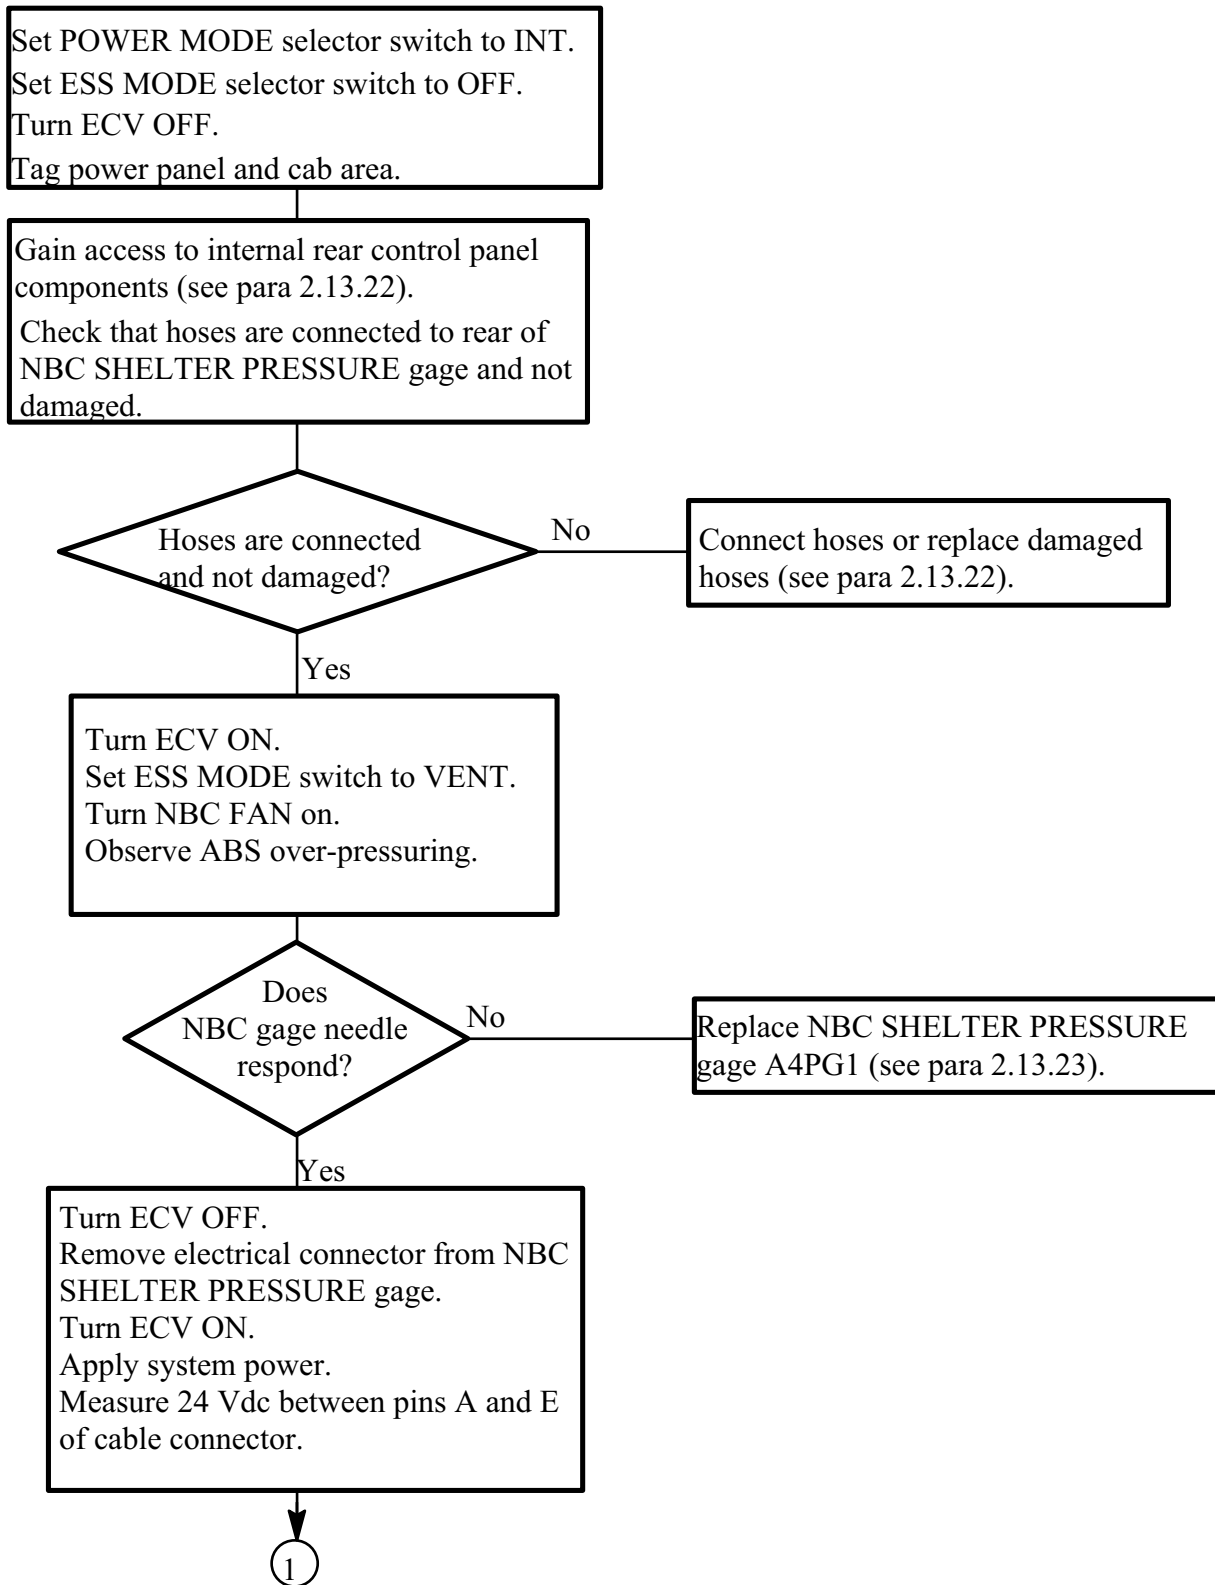 Set POWER MODE selector switch to INT.
Set ESS MODE selector switch to OFF.
Turn ECV OFF.
Tag power panel and cab area.
Gain access to internal rear control panel
components (see para 2.13.22).
Check that hoses are connected to rear of
NBC SHELTER PRESSURE gage and not
damaged.
Hoses are connected
and not damaged?
No
Connect hoses or replace damaged
hoses (see para 2.13.22).
Yes
Turn ECV ON.
Set ESS MODE switch to VENT.
Turn NBC FAN on.
Observe ABS over-pressuring.
Does
NBC gage needle
respond?
No
Replace NBC SHELTER PRESSURE
gage A4PG1 (see para 2.13.23).
Yes
Turn ECV OFF.
Remove electrical connector from NBC
SHELTER PRESSURE gage.
Turn ECV ON.
Apply system power.
Measure 24 Vdc between pins A and E
of cable connector.
1